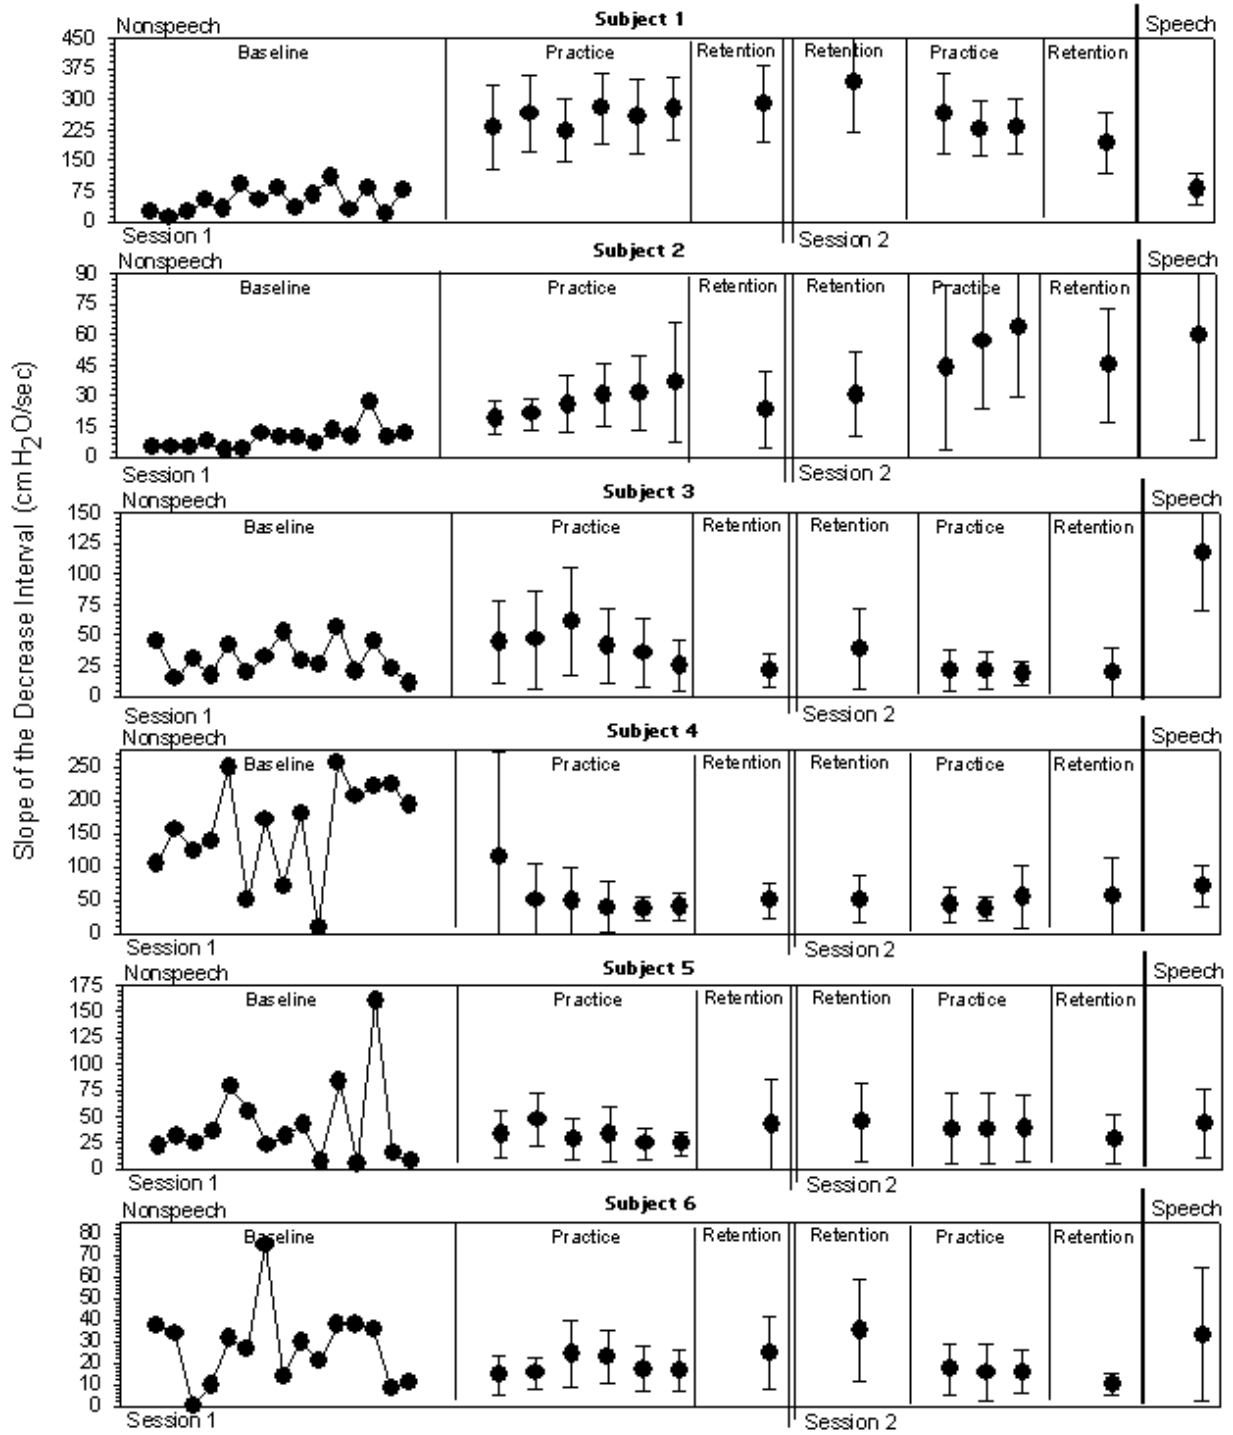 Subject 1
Nonspeech Speech
Baseline Practice Retention Retention Practice Retention
450
375
300
225
150
75
0
Session 1 Session 2
Subject 2
Nonspeech Speech
Baseline Practice Retention Retention Practice Retention
90
75
60
45
30
15
0
Session 1 Session 2
Subject 3
Nonspeech Speech
Baseline Practice Retention Retention Practice Retention
150
125
100
75
50
25
0
Session 1 Session 2
Subject 4
Nonspeech Speech
Baseline Practice Retention Retention Practice Retention
250
200
150
100
50
0
Session 1 Session 2
Subject 5
Nonspeech Speech
Baseline Practice Retention Retention Practice Retention
175
150
125
100
75
50
25
0
Session 1 Session 2
Subject 6
Nonspeech Speech
Baseline Practice Retention Retention Practice Retention
80
70
60
50
40
30
20
10
0
Session 1 Session 2
Slope of the Decrease Interval (cm H2O/sec)